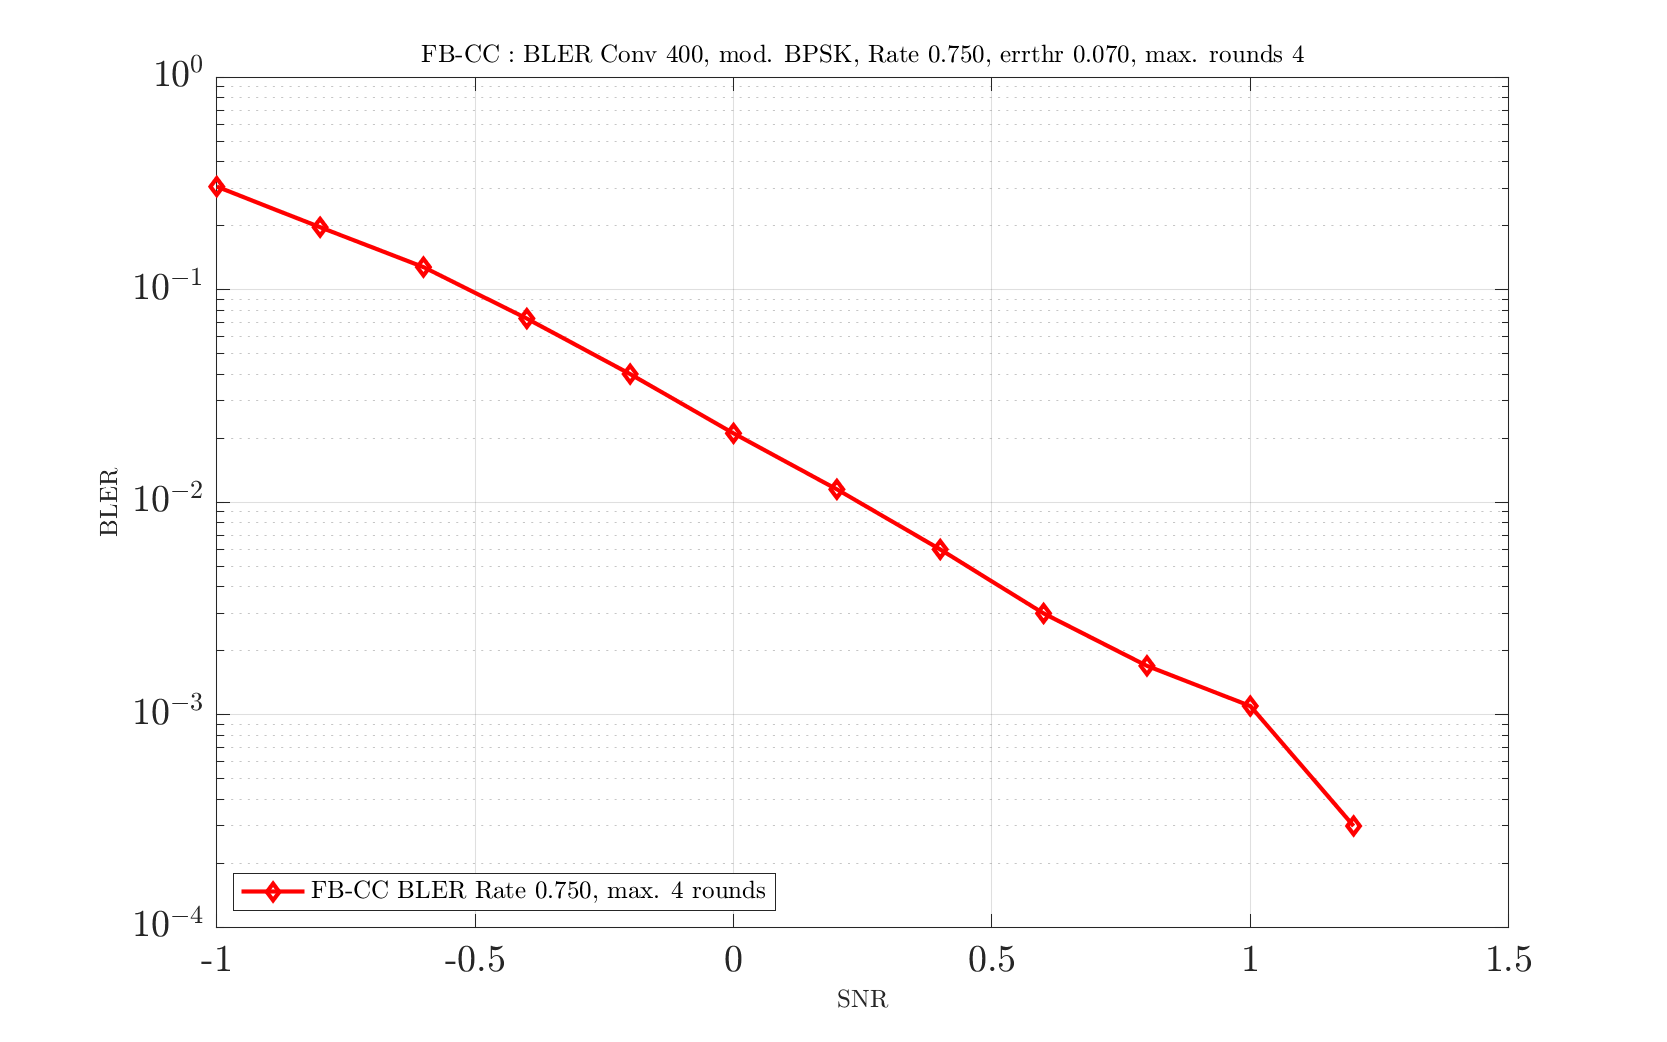 FB-CC : BLER Conv 400, mod. BPSK, Rate 0.750, errthr 0.070, max. rounds 4
10^0
10^{-1}
10^{-2}
10^{-3}
10^{-4}
BLER
FB-CC BLER Rate 0.750, max. 4 rounds
-1 -0.5 0 0.5 1 1.5
SNR